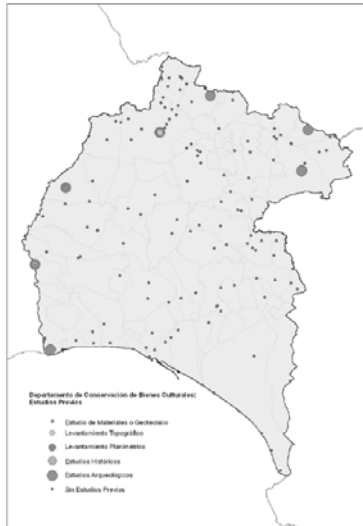 Departamento de Conservación de Bienes Culturales:
Estudios Previos
Estudio de Materiales o Geotécnico
Levantamiento Topográfico
Levantamiento Planimétrico
Estudios Históricos
Estudios Arqueológicos
Sin Estudios Previos